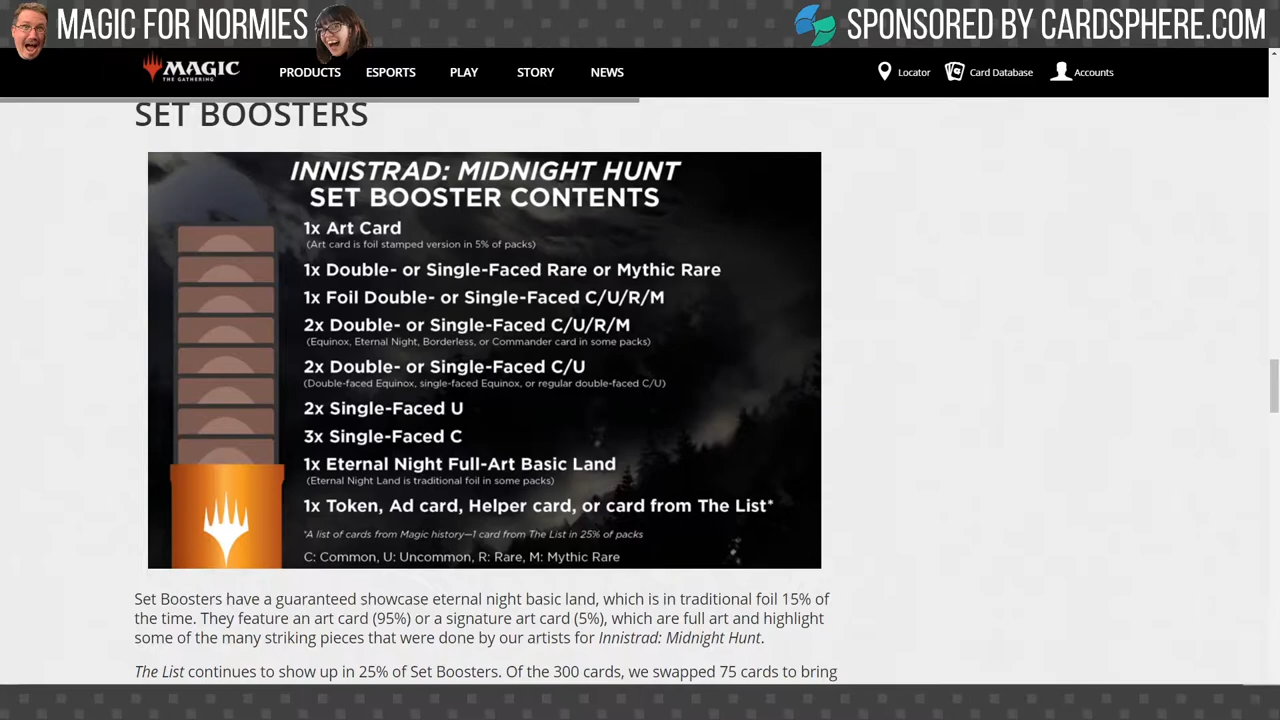 MAGIC FOR NORMIES
SPONSORED BY CARDSPHERE.COM
MAGIC
THE GATHERING
PRODUCTS ESPORTS PLAY STORY NEWS
Locator Card Database Accounts
SET BOOSTERS
INNISTRAD: MIDNIGHT HUNT
SET BOOSTER CONTENTS
1x Art Card
(Art card is foil stamped version in 5% of packs)
1x Double- or Single-Faced Rare or Mythic Rare
1x Foil Double- or Single-Faced C/U/R/M
2x Double- or Single-Faced C/U/R/M
(Equinox, Eternal Night, Borderless, or Commander card in some packs)
2x Double- or Single-Faced C/U
(Double-faced Equinox, single-faced Equinox, or regular double-faced C/U)
2x Single-Faced U
3x Single-Faced C
1x Eternal Night Full-Art Basic Land
(Eternal Night Land is traditional foil in some packs)
1x Token, Ad card, Helper card, or card from The List*
*A list of cards from Magic history—1 card from The List in 25% of packs
C: Common, U: Uncommon, R: Rare, M: Mythic Rare
Set Boosters have a guaranteed showcase eternal night basic land, which is in traditional foil 15% of
the time. They feature an art card (95%) or a signature art card (5%), which are full art and highlight
some of the many striking pieces that were done by our artists for Innistrad: Midnight Hunt.
The List continues to show up in 25% of Set Boosters. Of the 300 cards, we swapped 75 cards to bring